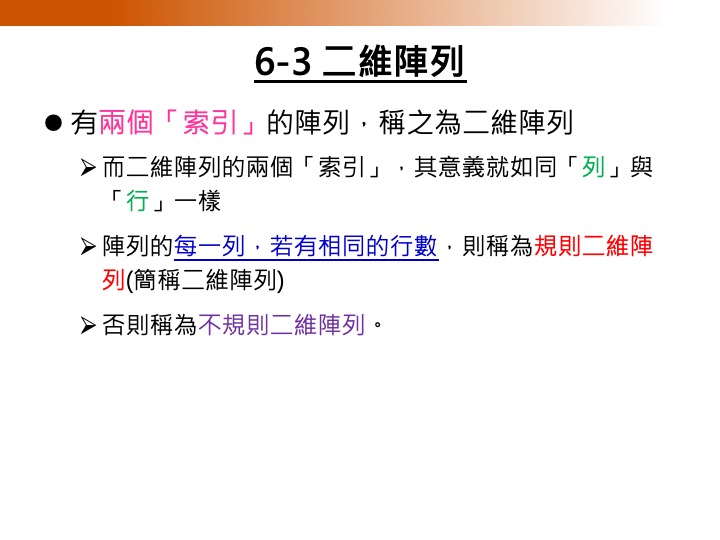 6-3 二維陣列
● 有兩個「索引」的陣列，稱之為二維陣列
➢ 而二維陣列的兩個「索引」，其意義就如同「列」與
「行」一樣
➢ 陣列的每一列，若有相同的行數，則稱為規則二維陣
列(簡稱二維陣列)
➢ 否則稱為不規則二維陣列。